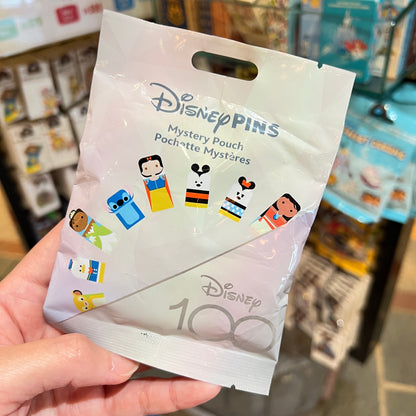 Disney PINS
Mystery Pouch
Pochette Mystères
Disney
100